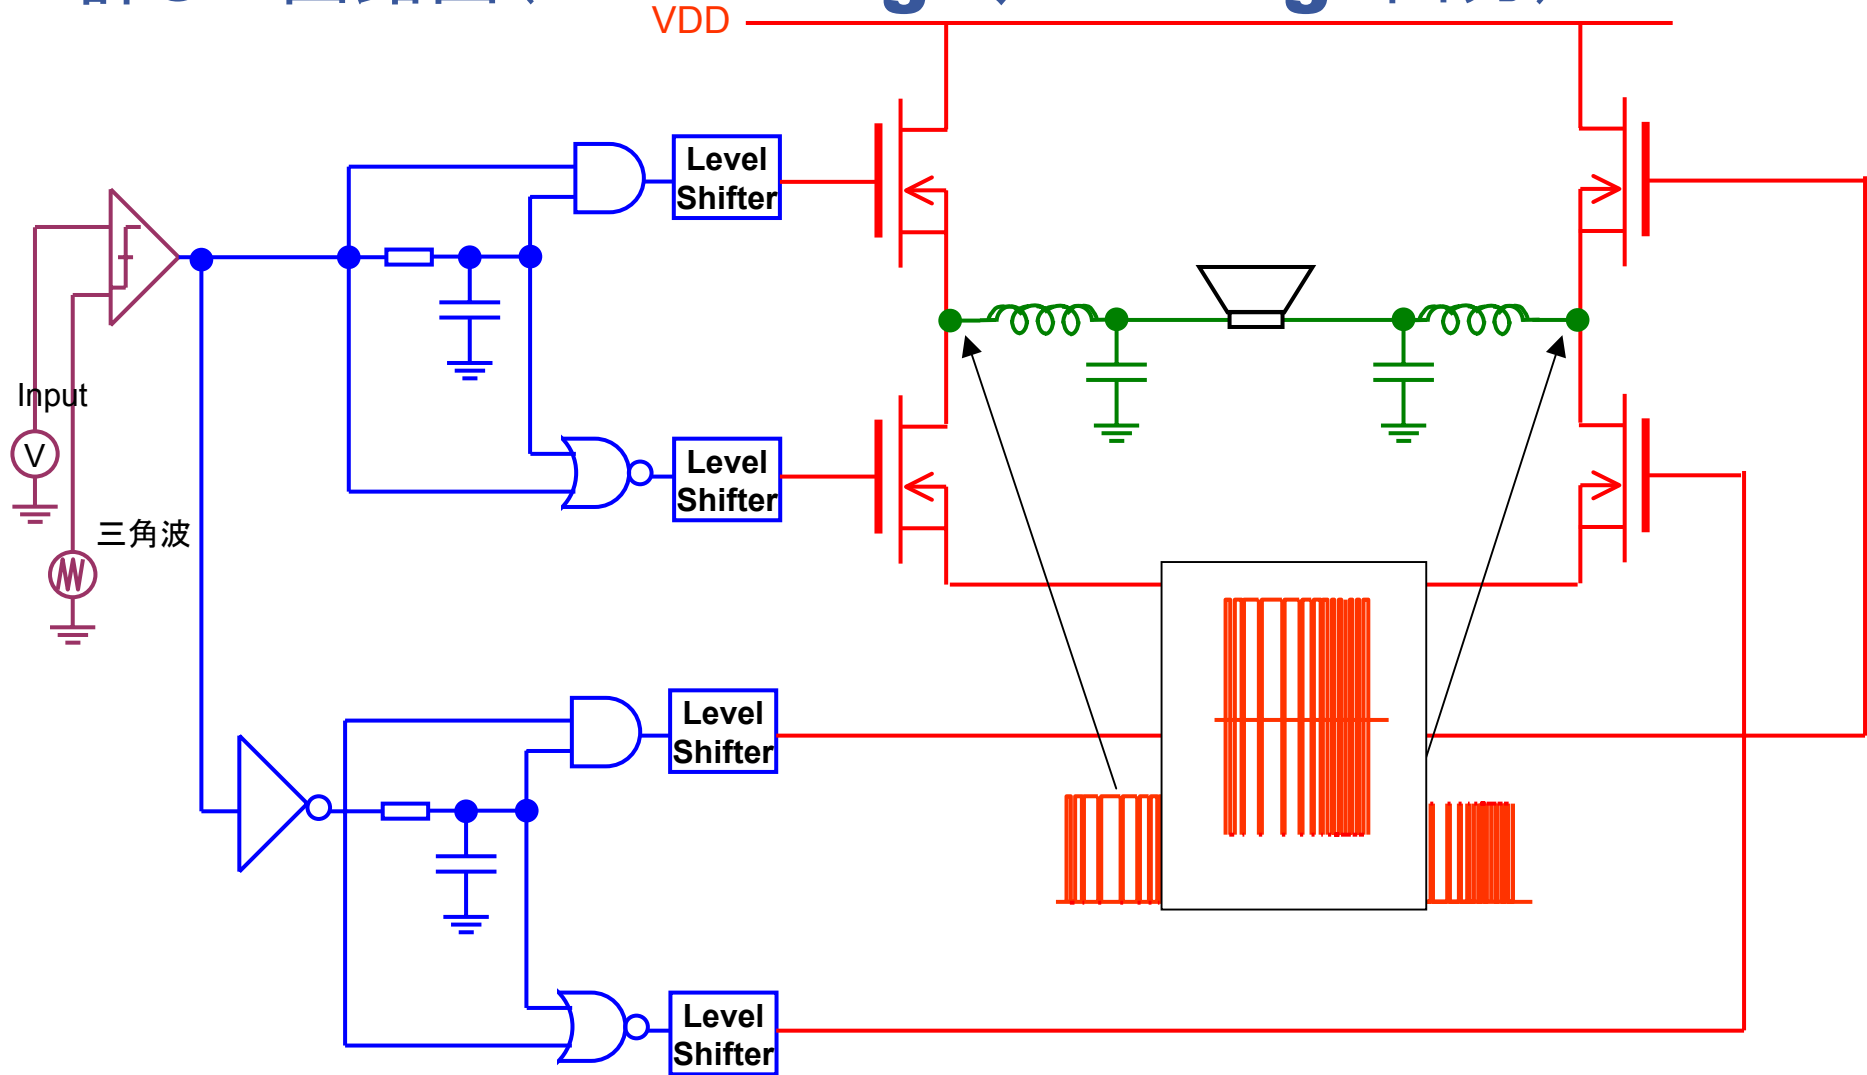 VDD
Level
Shifter
Input
V
三角波
Level
Shifter
Level
Shifter
Level
Shifter